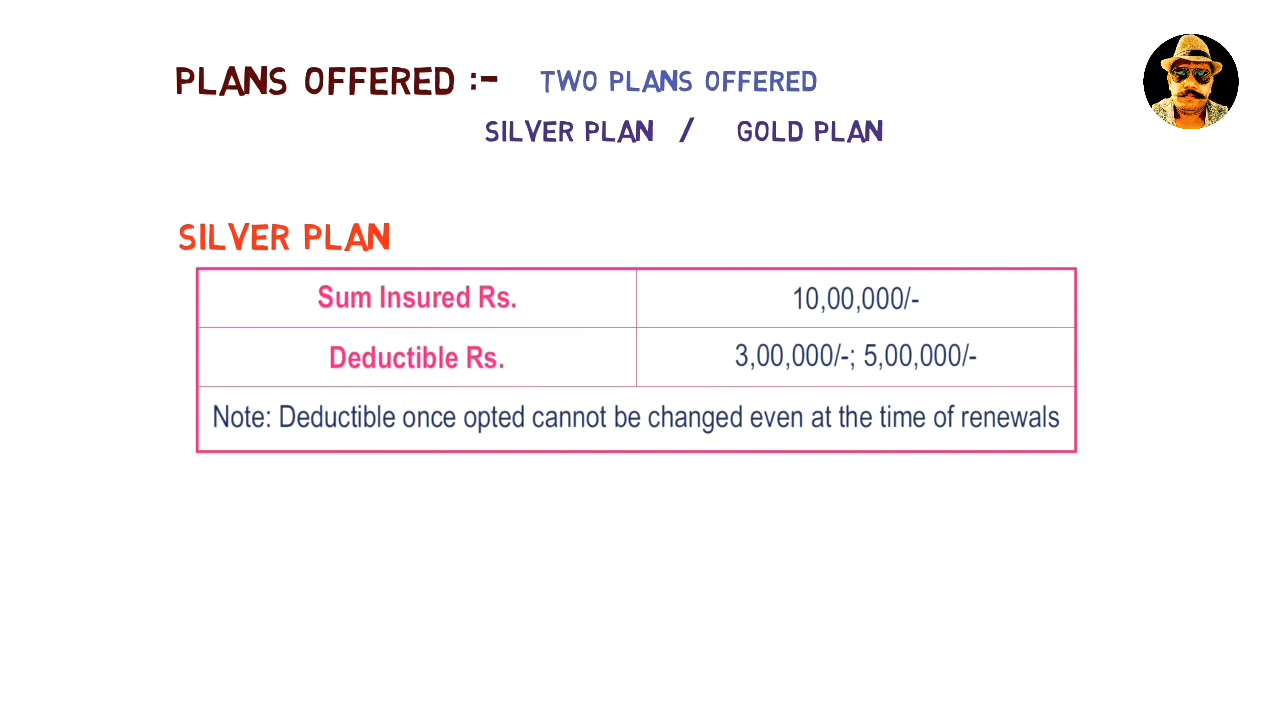 PLANS OFFERED :- TWO PLANS OFFERED
SILVER PLAN / GOLD PLAN
SILVER PLAN
Sum Insured Rs. 10,00,000/-
Deductible Rs. 3,00,000/-; 5,00,000/-
Note: Deductible once opted cannot be changed even at the time of renewals